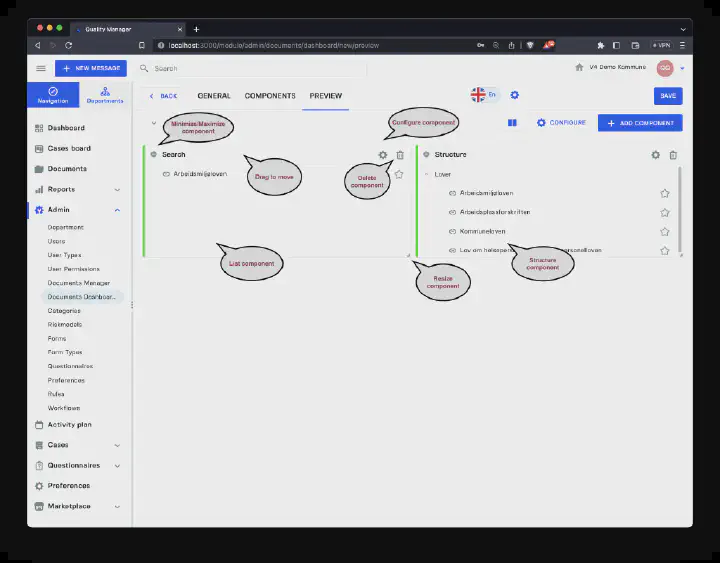 Quality Manager
localhost:3000/module/admin/documents/dashboard/new/preview
VPN
NEW MESSAGE
Search
V4 Demo Kommune
GG
Navigation
Departments
BACK
GENERAL
COMPONENTS
PREVIEW
En
SAVE
Minimize/Maximize
component
Configure component
CONFIGURE
ADD COMPONENT
Search
Structure
Arbeidsmiljøloven
Drag to move
Delete
component
Lover
Arbeidsmiljøloven
Arbeidsplassforskriften
Kommuneloven
Lov om helseperso
personelloven
List component
Structure
component
Resize
component
Dashboard
Cases board
Documents
Reports
Admin
Department
Users
User Types
User Permissions
Documents Manager
Documents Dashboar...
Categories
Riskmodels
Forms
Form Types
Questionnaires
Preferences
Rules
Workflows
Activity plan
Cases
Questionnaires
Preferences
Marketplace